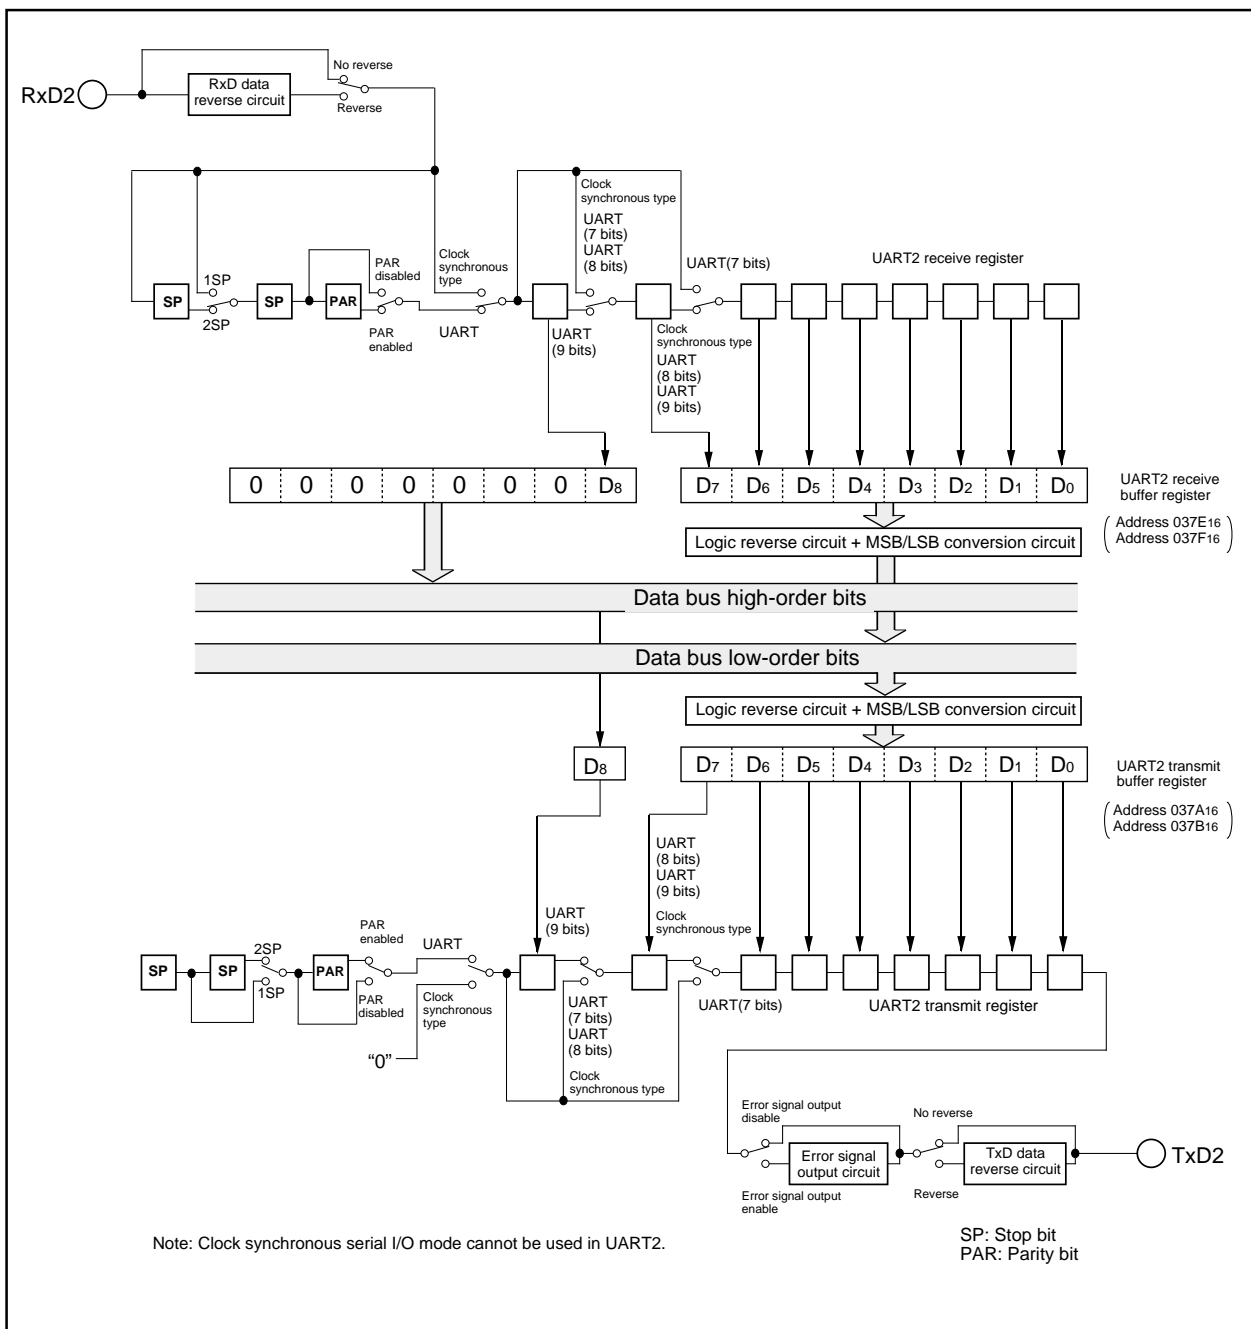 No reverse
RxD2
RxD data
reverse circuit
Reverse
Clock
synchronous type
UART
(7 bits)
UART
(8 bits)
UART(7 bits)
UART2 receive register
PAR
disabled
Clock
synchronous
type
1SP
SP
SP
PAR
2SP
PAR
enabled
UART
UART
(9 bits)
Clock
synchronous type
UART
(8 bits)
UART
(9 bits)
0 0 0 0 0 0 0 D8
D7 D6 D5 D4 D3 D2 D1 D0
UART2 receive
buffer register
(Address 037E16
Address 037F16)
Logic reverse circuit + MSB/LSB conversion circuit
Data bus high-order bits
Data bus low-order bits
Logic reverse circuit + MSB/LSB conversion circuit
D8
D7 D6 D5 D4 D3 D2 D1 D0
UART2 transmit
buffer register
(Address 037A16
Address 037B16)
UART
(8 bits)
UART
(9 bits)
Clock
synchronous type
UART
(9 bits)
PAR
enabled
UART
2SP
SP
SP
PAR
1SP
PAR
disabled
Clock
synchronous
type
“0”
UART
(7 bits)
UART
(8 bits)
Clock
synchronous type
UART(7 bits)
UART2 transmit register
Error signal output
disable
No reverse
Error signal
output circuit
TxD data
reverse circuit
TxD2
Error signal output
enable
Reverse
Note: Clock synchronous serial I/O mode cannot be used in UART2.
SP: Stop bit
PAR: Parity bit